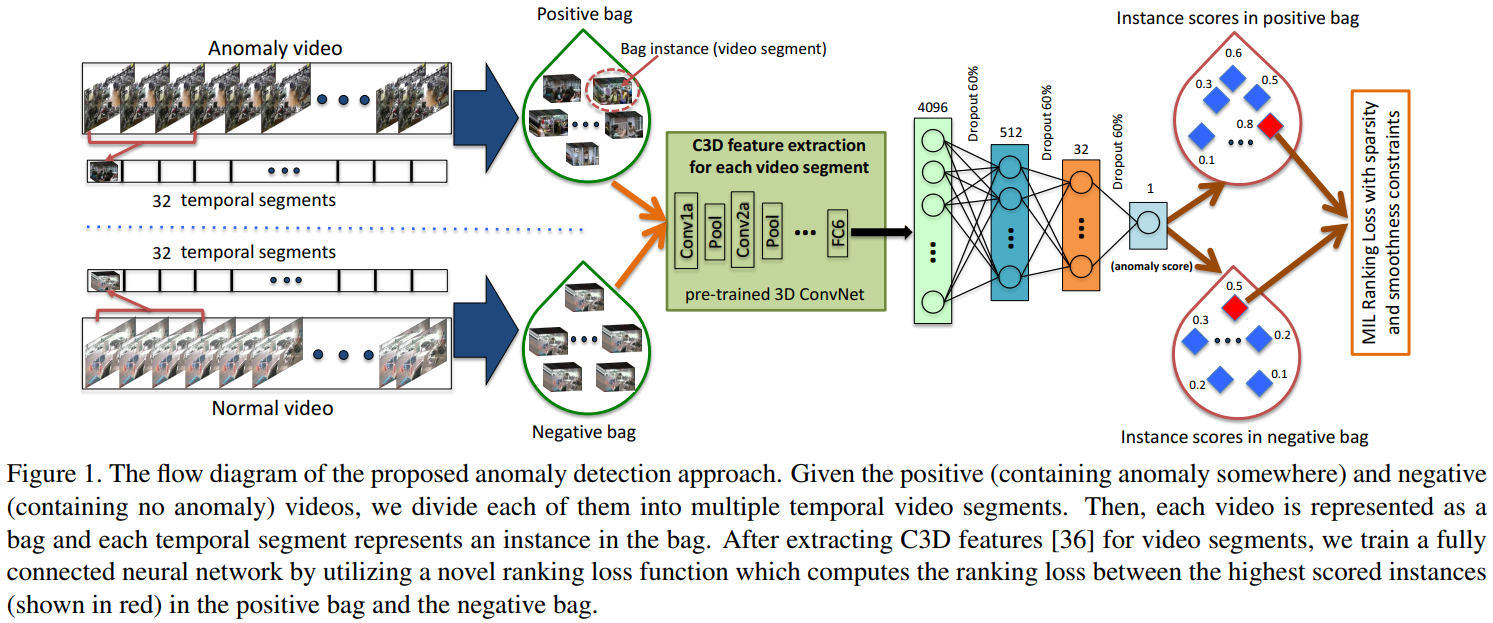 Anomaly video
32 temporal segments
32 temporal segments
Normal video
Positive bag
Bag instance (video segment)
Negative bag
C3D feature extraction
for each video segment
Conv1a
Pool
Conv2a
Pool
FC6
pre-trained 3D ConvNet
4096
Dropout 60%
512
Dropout 60%
32
Dropout 60%
1
(anomaly score)
Instance scores in positive bag
0.6
0.3
0.5
0.8
0.1
0.5
0.3
0.2
0.2
0.1
Instance scores in negative bag
MIL Ranking Loss with sparsity
and smoothness constraints
Figure 1. The flow diagram of the proposed anomaly detection approach. Given the positive (containing anomaly somewhere) and negative
(containing no anomaly) videos, we divide each of them into multiple temporal video segments. Then, each video is represented as a
bag and each temporal segment represents an instance in the bag. After extracting C3D features [36] for video segments, we train a fully
connected neural network by utilizing a novel ranking loss function which computes the ranking loss between the highest scored instances
(shown in red) in the positive bag and the negative bag.